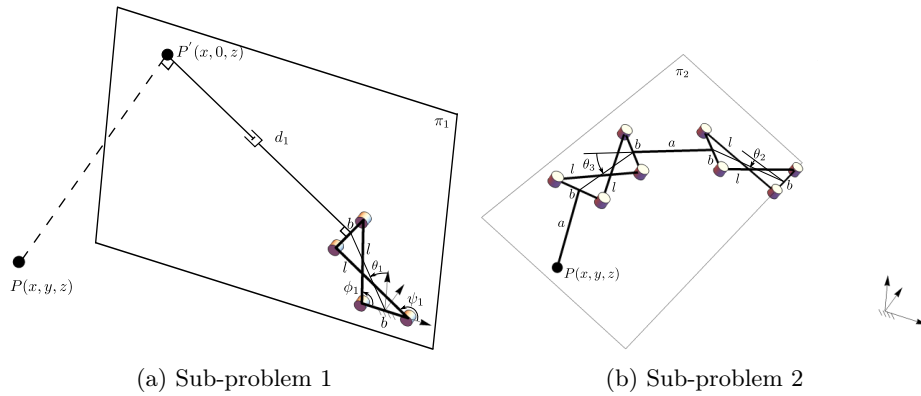 P'(x, 0, z)
π₁
d₁
b
l
l
θ₁
ϕ₁
ψ₁
b
P(x, y, z)
(a) Sub-problem 1
π₂
l
b
a
θ₂
θ₃
l
b
l
b
l
b
a
P(x, y, z)
(b) Sub-problem 2